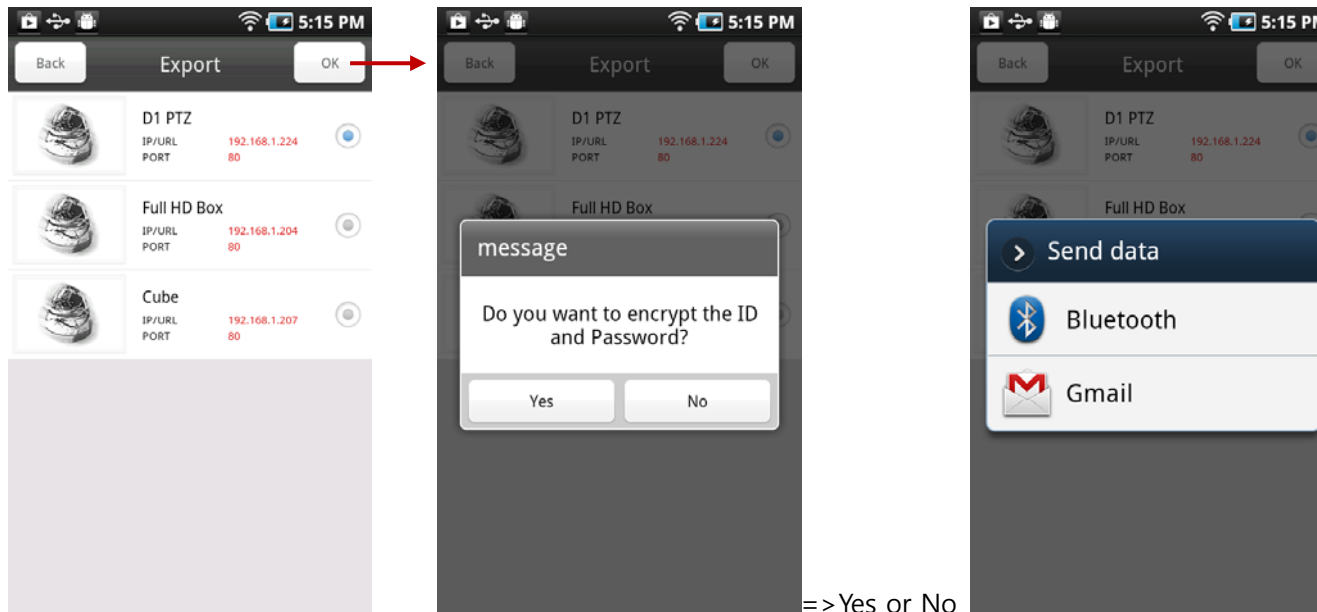 5:15 PM
Back Export OK
D1 PTZ
IP/URL 192.168.1.224
PORT 80
Full HD Box
IP/URL 192.168.1.204
PORT 80
Cube
IP/URL 192.168.1.207
PORT 80
5:15 PM
Back Export OK
D1 PTZ
IP/URL 192.168.1.224
PORT 80
Full HD Box
message
Do you want to encrypt the ID
and Password?
Yes No
=>Yes or No
5:15 PM
Back Export OK
D1 PTZ
IP/URL 192.168.1.224
PORT 80
Full HD Box
Send data
Bluetooth
Gmail